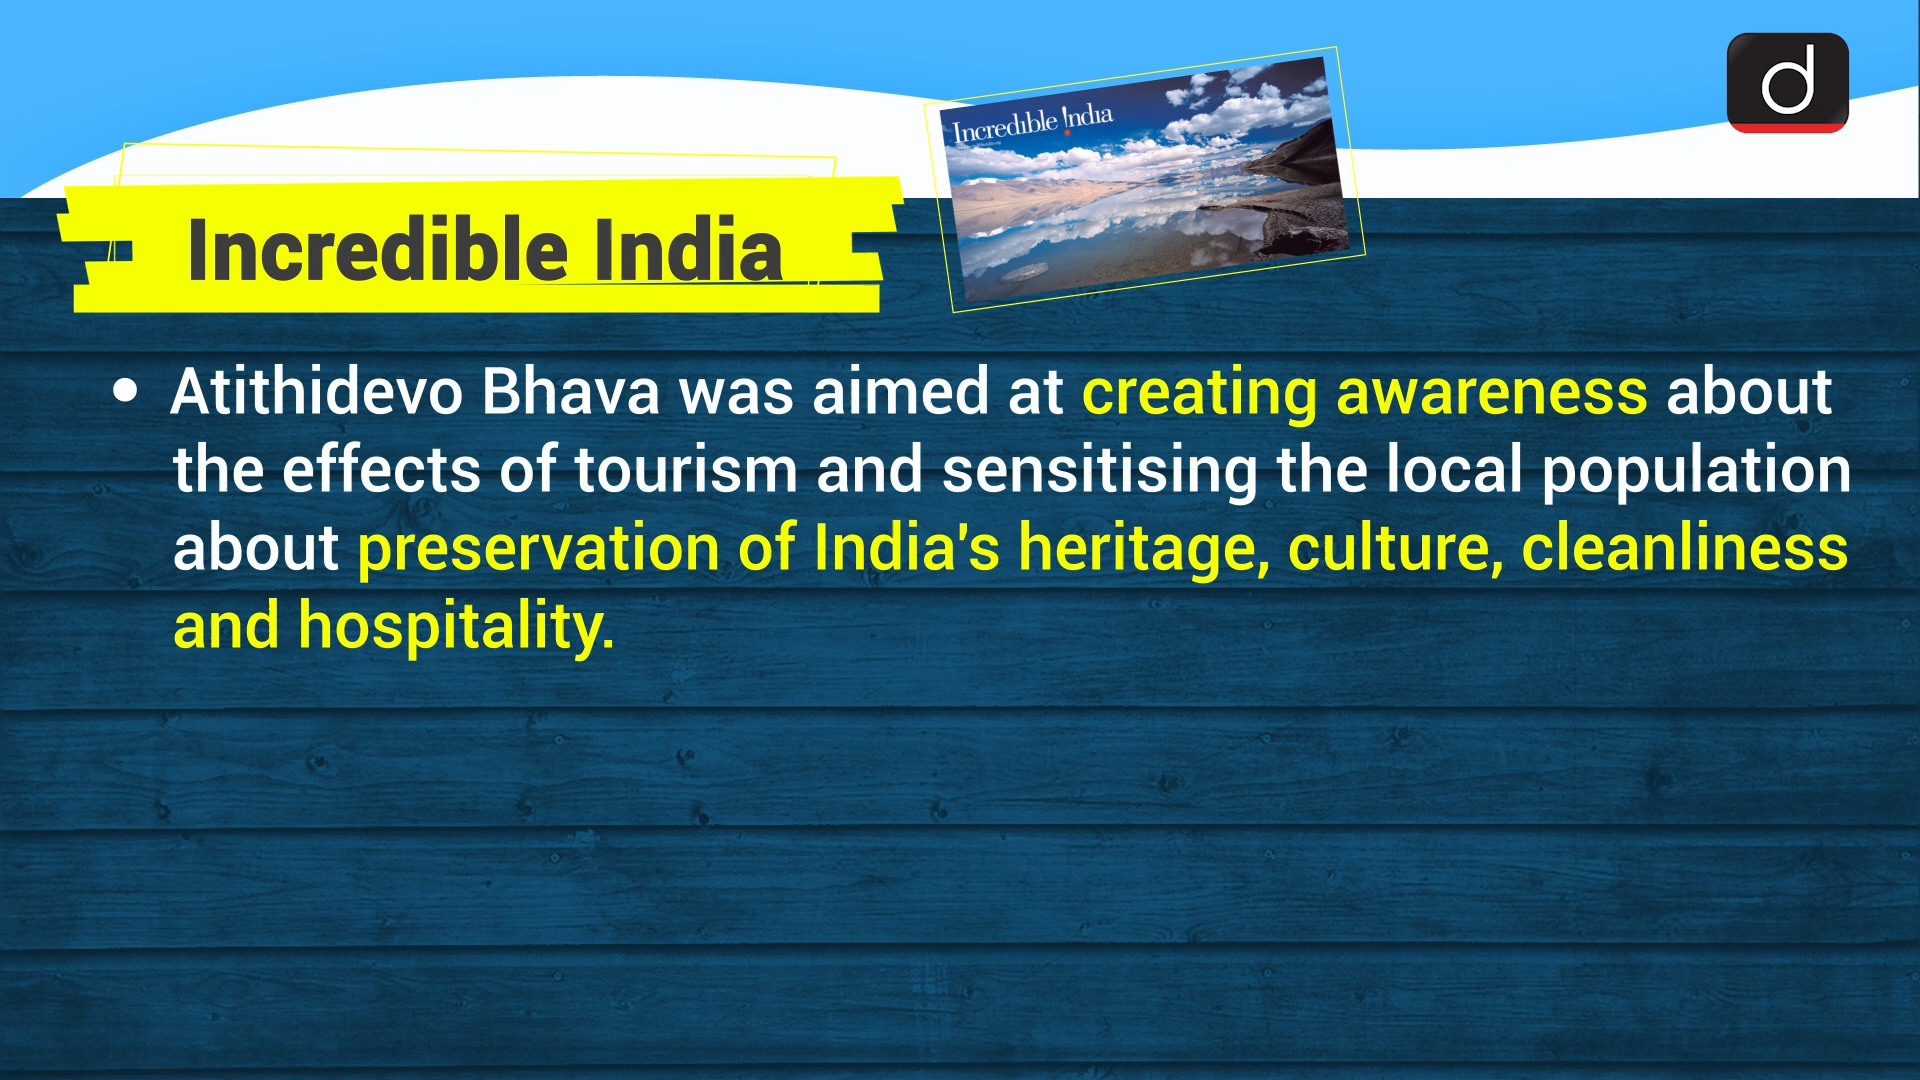 d
Incredible !ndia
Incredible India
• Atithidevo Bhava was aimed at creating awareness about
the effects of tourism and sensitising the local population
about preservation of India's heritage, culture, cleanliness
and hospitality.